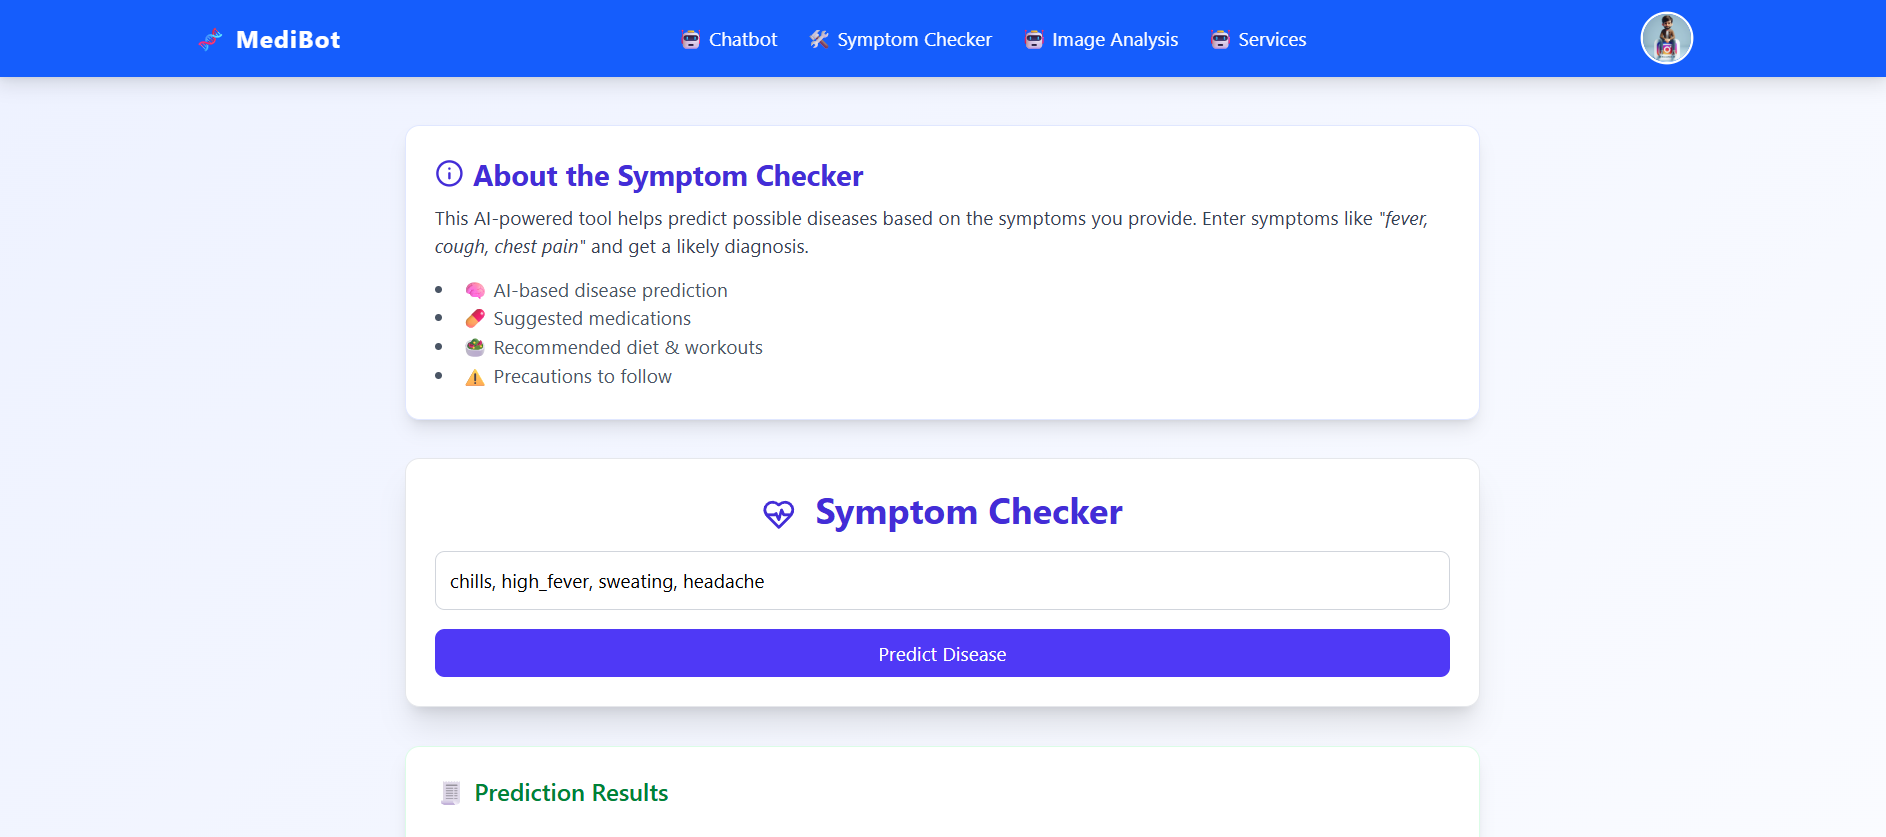 MediBot
Chatbot
Symptom Checker
Image Analysis
Services
About the Symptom Checker
This AI-powered tool helps predict possible diseases based on the symptoms you provide. Enter symptoms like "fever,
cough, chest pain" and get a likely diagnosis.
AI-based disease prediction
Suggested medications
Recommended diet & workouts
Precautions to follow
Symptom Checker
chills, high_fever, sweating, headache
Predict Disease
Prediction Results